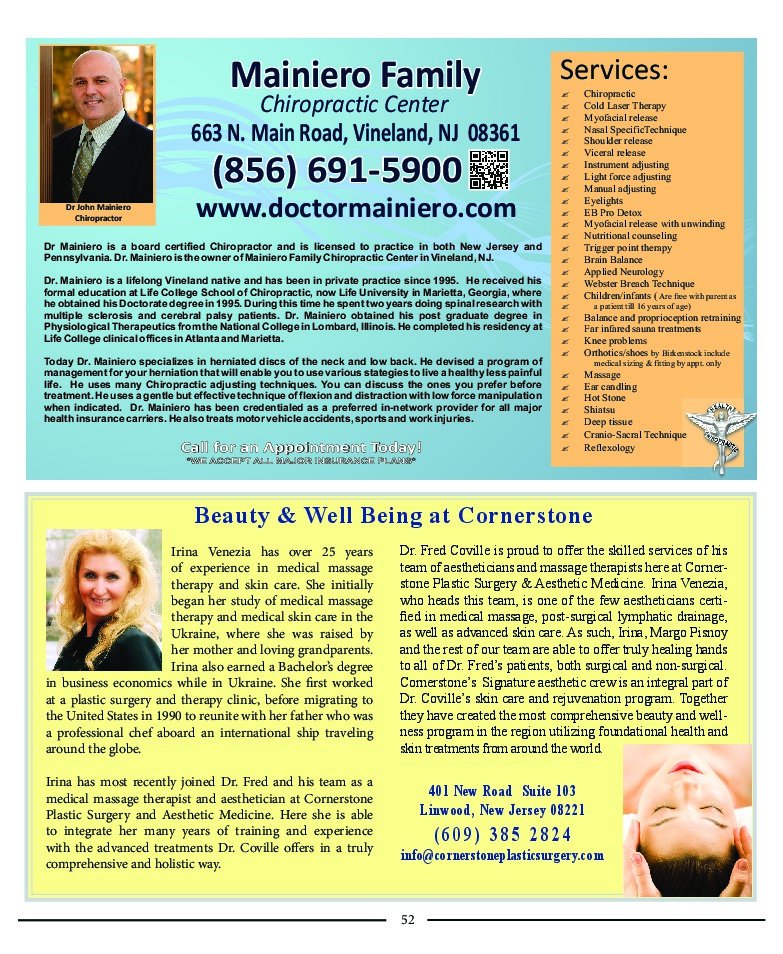 Mainiero Family
Chiropractic Center
663 N. Main Road, Vineland, NJ  08361
(856) 691-5900
www.doctormainiero.com
Dr John Mainiero
Chiropractor
Dr Mainiero is a board certified Chiropractor and is licensed to practice in both New Jersey and
Pennsylvania. Dr. Mainiero is the owner of Mainiero Family Chiropractic Center in Vineland, NJ.
Dr. Mainiero is a lifelong Vineland native and has been in private practice since 1995.  He received his
formal education at Life College School of Chiropractic, now Life University in Marietta, Georgia, where
he obtained his Doctorate degree in 1995. During this time he spent two years doing spinal research with
multiple sclerosis and cerebral palsy patients. Dr. Mainiero obtained his post graduate degree in
Physiological Therapeutics from the National College in Lombard, Illinois. He completed his residency at
Life College clinical offices in Atlanta and Marietta.
Today Dr. Mainiero specializes in herniated discs of the neck and low back. He devised a program of
management for your herniation that will enable you to use various stategies to live a healthy less painful
life.  He uses many Chiropractic adjusting techniques. You can discuss the ones you prefer before
treatment. He uses a gentle but effective technique of flexion and distraction with low force manipulation
when indicated.  Dr. Mainiero has been credentialed as a preferred in-network provider for all major
health insurance carriers. He also treats motor vehicle accidents, sports and work injuries.
Call for an Appointment Today!
*WE ACCEPT ALL MAJOR INSURANCE PLANS*
Services:
Chiropractic
Cold Laser Therapy
Myofacial release
Nasal SpecificTechnique
Shoulder release
Viceral release
Instrument adjusting
Light force adjusting
Manual adjusting
Eyelights
EB Pro Detox
Myofacial release with unwinding
Nutritional counseling
Trigger point therapy
Brain Balance
Applied Neurology
Webster Breach Technique
Children/infants ( Are free with parent as
a patient till 16 years of age)
Balance and proprioception retraining
Far infared sauna treatments
Knee problems
Orthotics/shoes by Birkenstock include
medical sizing & fitting by appt. only
Massage
Ear candling
Hot Stone
Shiatsu
Deep tissue
Cranio-Sacral Technique
Reflexology
HEALTHY
CHIROPRACTIC
Beauty & Well Being at Cornerstone
Irina Venezia has over 25 years
of experience in medical massage
therapy and skin care. She initially
began her study of medical massage
therapy and medical skin care in the
Ukraine, where she was raised by
her mother and loving grandparents.
Irina also earned a Bachelor's degree
in business economics while in Ukraine. She first worked
at a plastic surgery and therapy clinic, before migrating to
the United States in 1990 to reunite with her father who was
a professional chef aboard an international ship traveling
around the globe.
Irina has most recently joined Dr. Fred and his team as a
medical massage therapist and aesthetician at Cornerstone
Plastic Surgery and Aesthetic Medicine. Here she is able
to integrate her many years of training and experience
with the advanced treatments Dr. Coville offers in a truly
comprehensive and holistic way.
Dr. Fred Coville is proud to offer the skilled services of his
team of aestheticians and massage therapists here at Corner-
stone Plastic Surgery & Aesthetic Medicine. Irina Venezia,
who heads this team, is one of the few aestheticians certi-
fied in medical massage, post-surgical lymphatic drainage,
as well as advanced skin care. As such, Irina, Margo Pisnoy
and the rest of our team are able to offer truly healing hands
to all of Dr. Fred's patients, both surgical and non-surgical.
Cornerstone's Signature aesthetic crew is an integral part of
Dr. Coville's skin care and rejuvenation program. Together
they have created the most comprehensive beauty and well-
ness program in the region utilizing foundational health and
skin treatments from around the world.
401 New Road  Suite 103
Linwood, New Jersey 08221
(609) 385 2824
info@cornerstoneplasticsurgery.com
52